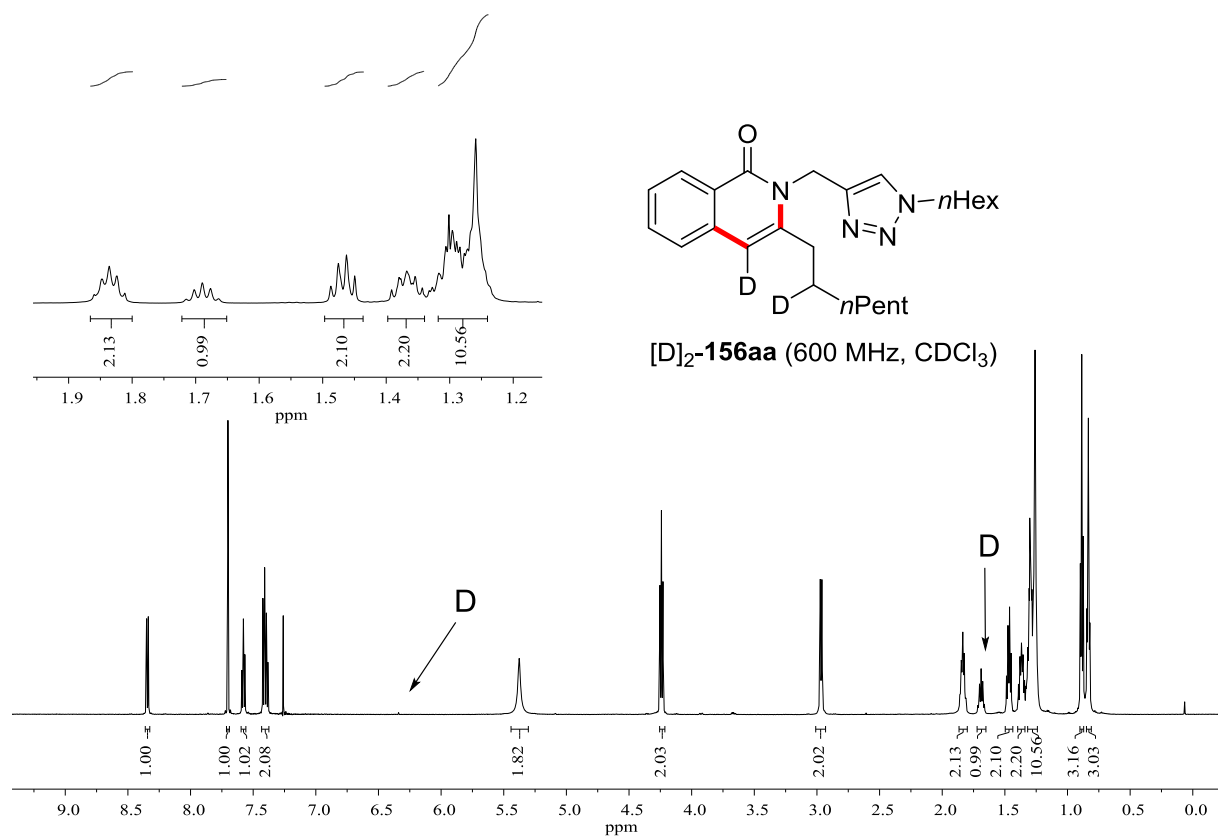 2.13
0.99
2.10
2.20
10.56
1.9 1.8 1.7 1.6 1.5 1.4 1.3 1.2
ppm
O
N
N
N
N
nHex
D
D
nPent
[D]2-156aa (600 MHz, CDCl3)
D
D
1.00
1.00
1.02
2.08
1.82
2.03
2.02
2.13
0.99
2.10
2.20
10.56
3.16
3.03
9.0 8.5 8.0 7.5 7.0 6.5 6.0 5.5 5.0 4.5 4.0 3.5 3.0 2.5 2.0 1.5 1.0 0.5 0.0
ppm